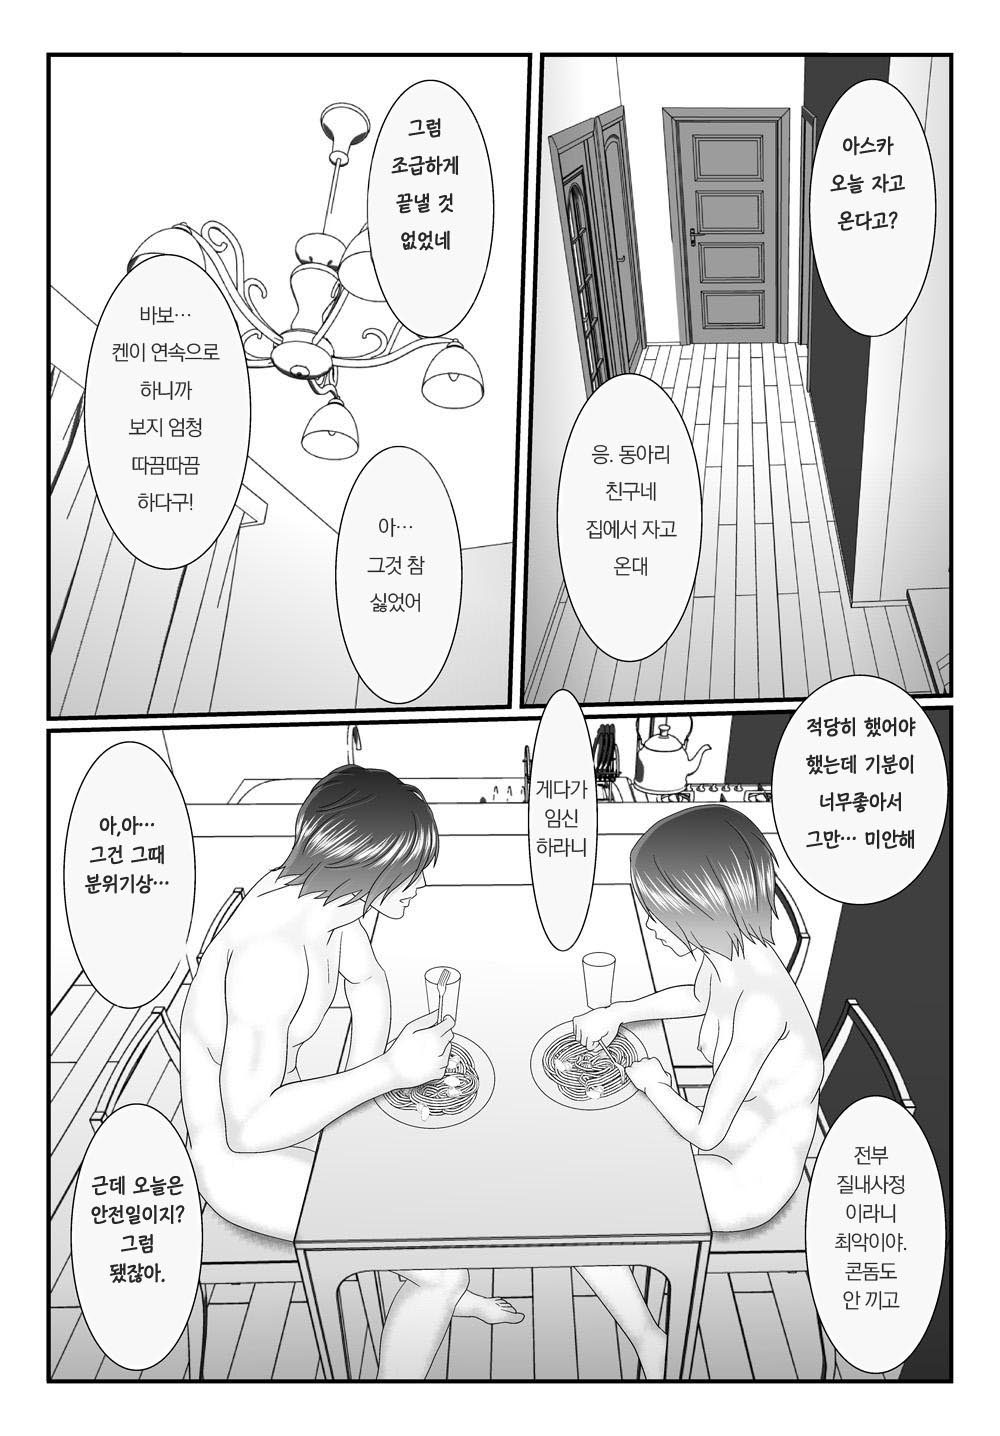 아스카
오늘 자고
온다고?
응. 동아리
친구네
집에서 자고
온대
그럼
조급하게
끝낼 것
없었네
바보…
켄이 연속으로
하니까
보지 엄청
따끔따끔
하다구!
아…
그것 참
싫었어
적당히 했어야
했는데 기분이
너무좋아서
그만… 미안해
게다가
임신
하라니
아,아…
그건 그때
분위기상…
전부
질내사정
이라니
최악이야.
콘돔도
안 끼고
근데 오늘은
안전일이지?
그럼
됐잖아.